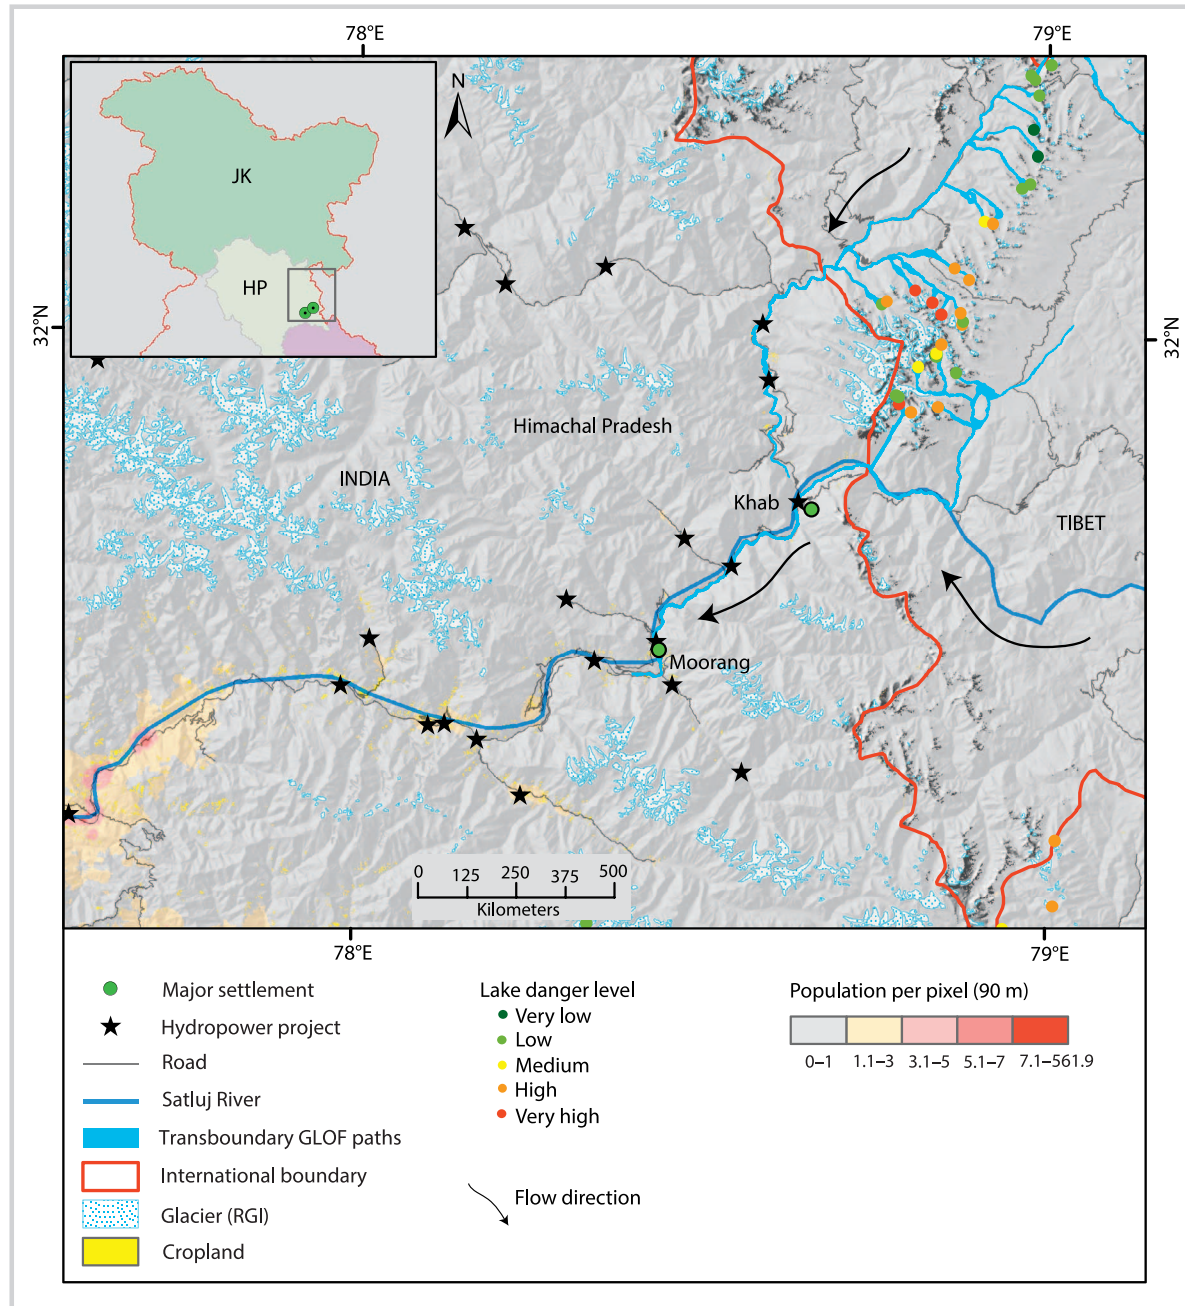 78°E
79°E
N
JK
HP
32°N
32°N
Himachal Pradesh
INDIA
Khab
TIBET
Moorang
0 125 250 375 500
Kilometers
78°E
79°E
Major settlement
Hydropower project
Road
Satluj River
Transboundary GLOF paths
International boundary
Glacier (RGI)
Cropland
Lake danger level
Very low
Low
Medium
High
Very high
Flow direction
Population per pixel (90 m)
0–1 1.1–3 3.1–5 5.1–7 7.1–561.9